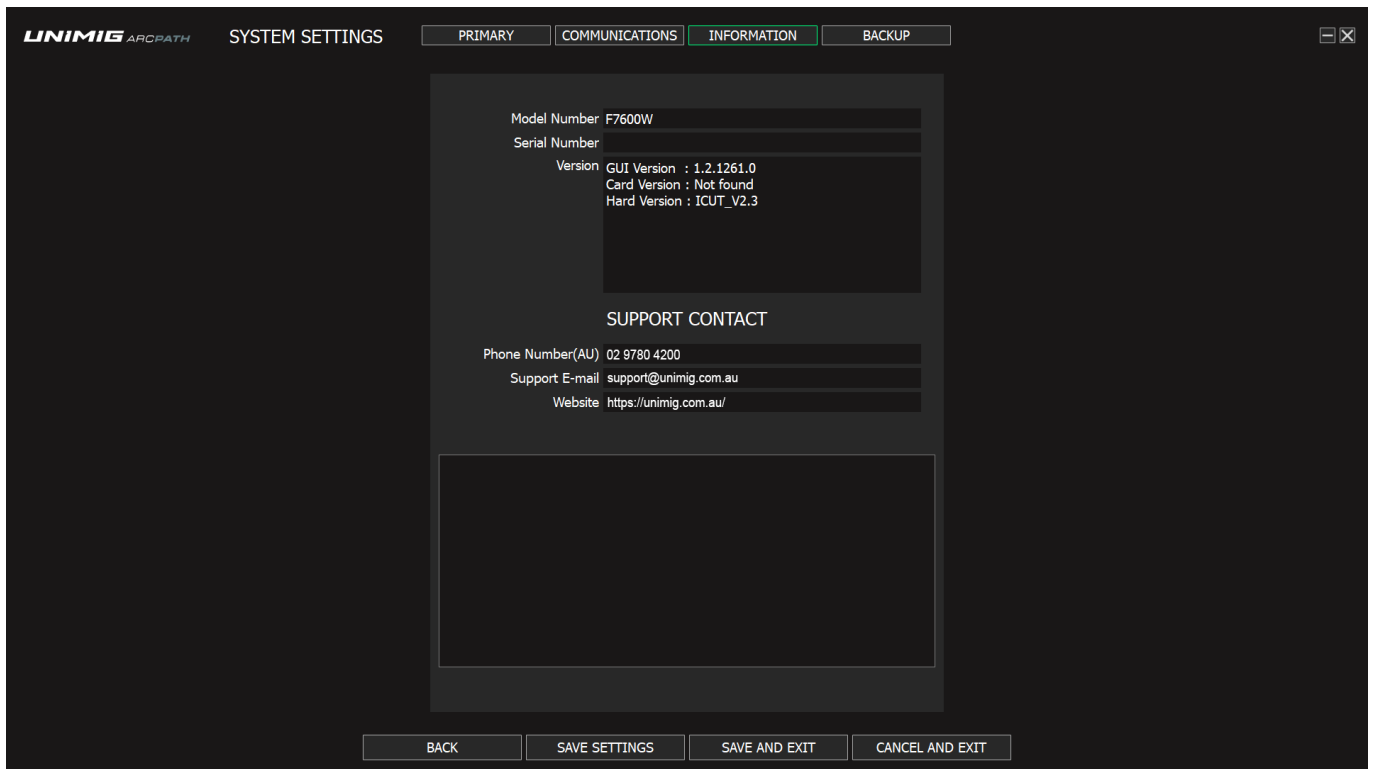 UNIMIG ARCPATH SYSTEM SETTINGS PRIMARY COMMUNICATIONS INFORMATION BACKUP
Model Number F7600W
Serial Number
Version GUI Version : 1.2.1261.0
Card Version : Not found
Hard Version : ICUT_V2.3
SUPPORT CONTACT
Phone Number(AU) 02 9780 4200
Support E-mail support@unimig.com.au
Website https://unimig.com.au/
BACK SAVE SETTINGS SAVE AND EXIT CANCEL AND EXIT